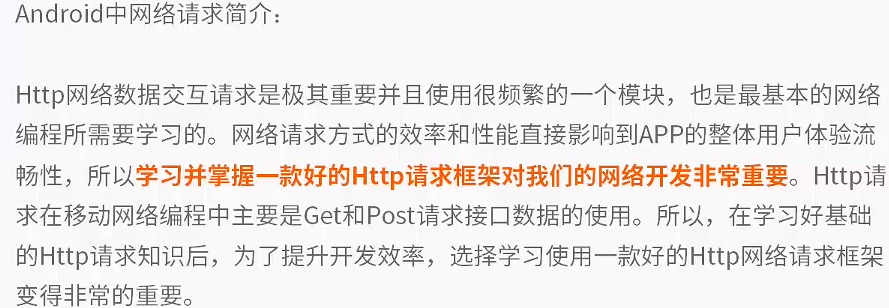 Android中网络请求简介：
Http网络数据交互请求是极其重要并且使用很频繁的一个模块，也是最基本的网络
编程所需要学习的。网络请求方式的效率和性能直接影响到APP的整体用户体验流
畅性，所以学习并掌握一款好的Http请求框架对我们的网络开发非常重要。Http请
求在移动网络编程中主要是Get和Post请求接口数据的使用。所以，在学习好基础
的Http请求知识后，为了提升开发效率，选择学习使用一款好的Http网络请求框架
变得非常的重要。